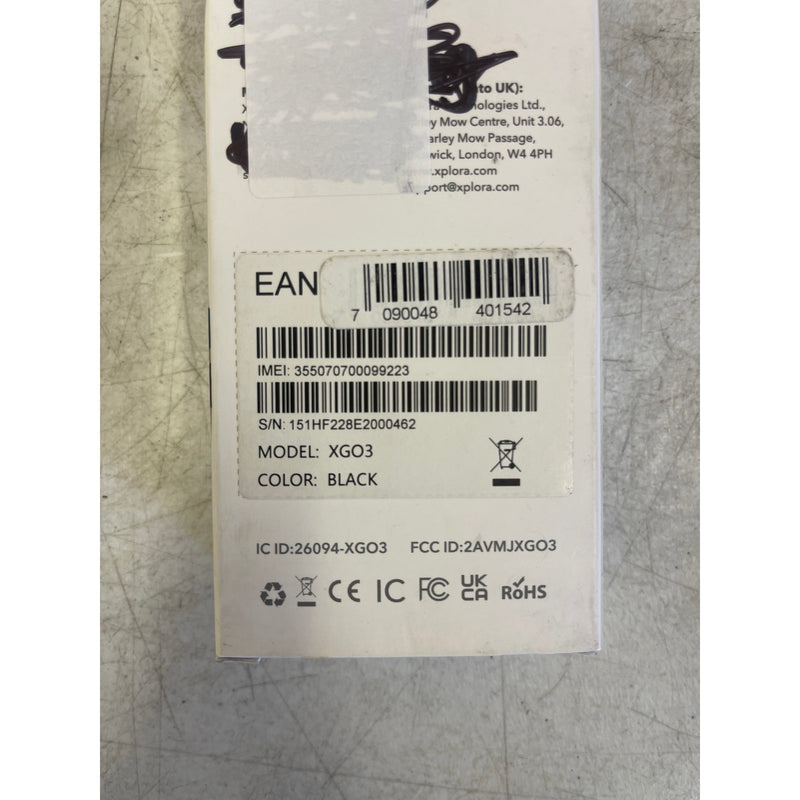 nto UK):
nologies Ltd.,
y Mow Centre, Unit 3.06,
arley Mow Passage,
wick, London, W4 4PH
.xplora.com
port@xplora.com
EAN
7 090048 401542
IMEI: 355070700099223
S/N: 151HF228E2000462
MODEL: XGO3
COLOR: BLACK
IC ID:26094-XGO3 FCC ID:2AVMJXGO3
CE IC FC UK CA RoHS